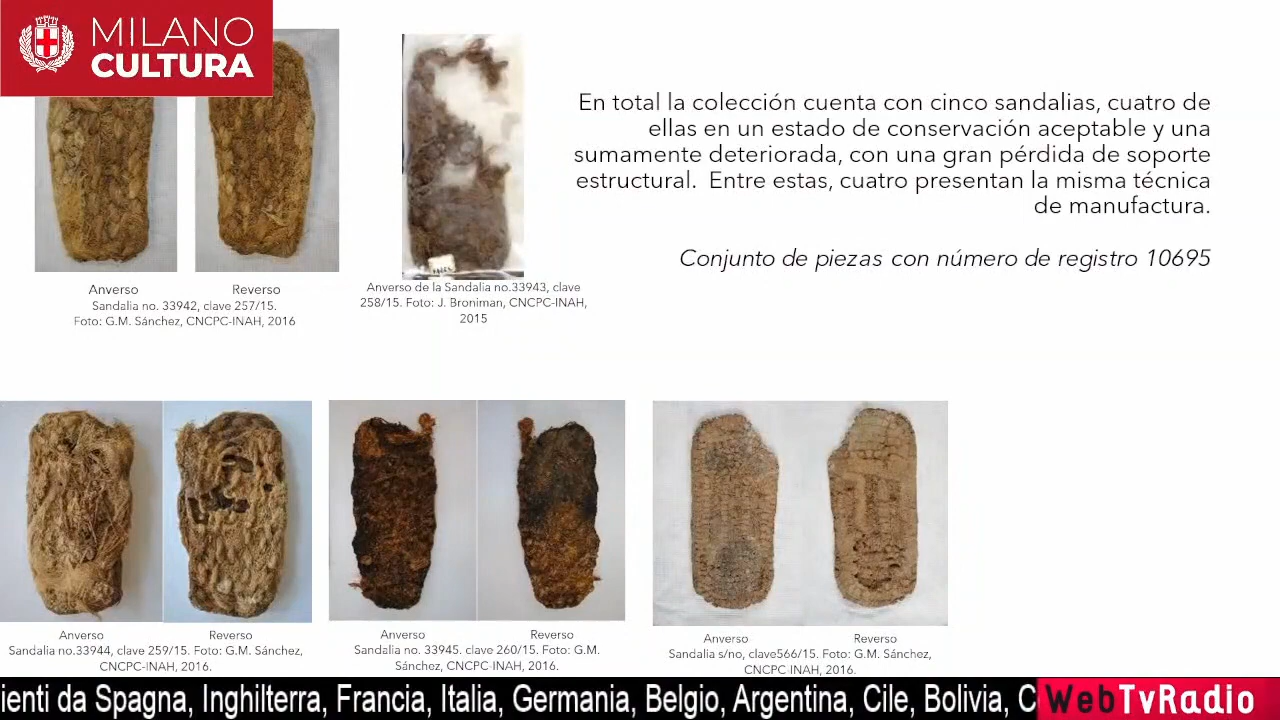 MILANO
CULTURA
En total la colección cuenta con cinco sandalias, cuatro de
ellas en un estado de conservación aceptable y una
sumamente deteriorada, con una gran pérdida de soporte
estructural. Entre estas, cuatro presentan la misma técnica
de manufactura.
Conjunto de piezas con número de registro 10695
Anverso Reverso
Sandalia no. 33942, clave 257/15.
Foto: G.M. Sánchez, CNCPC-INAH, 2016
Anverso de la Sandalia no.33943, clave
258/15. Foto: J. Broniman, CNCPC-INAH,
2015
Anverso Reverso
Sandalia no.33944, clave 259/15. Foto: G.M. Sánchez,
CNCPC-INAH, 2016.
Anverso Reverso
Sandalia no. 33945. clave 260/15. Foto: G.M.
Sánchez, CNCPC-INAH, 2016.
Anverso Reverso
Sandalia s/no, clave566/15. Foto: G.M. Sánchez,
CNCPC-INAH, 2016.
ienti da Spagna, Inghilterra, Francia, Italia, Germania, Belgio, Argentina, Cile, Bolivia, C
WebTvRadio